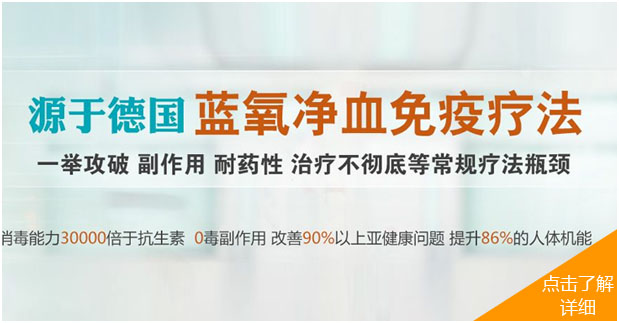 源于德国 蓝氧净血免疫疗法
一举攻破 副作用 耐药性 治疗不彻底等常规疗法瓶颈
消毒能力30000倍于抗生素 0毒副作用 改善90%以上亚健康问题 提升86%的人体机能
点击了解
详细